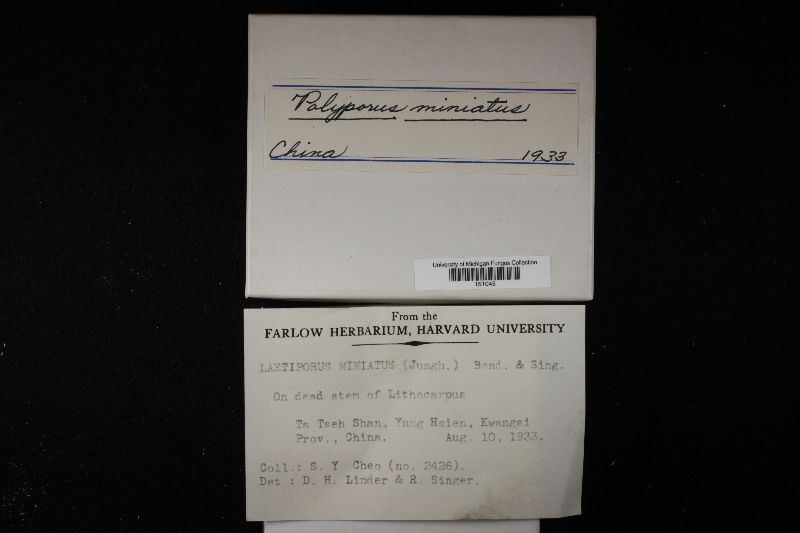 Polyporus miniatus
China 1933
University of Michigan Fungus Collection
151045
From the
FARLOW HERBARIUM, HARVARD UNIVERSITY
LAETIPORUS MINIATUS (Jungh.) Bond. & Sing.
On dead stem of Lithocarpus
Ta Tseh Shan, Yung Hsien, Kwangsi
Prov., China. Aug. 10, 1933.
Coll.: S. Y Cheo (no. 2426).
Det.: D. H. Linder & R. Singer.